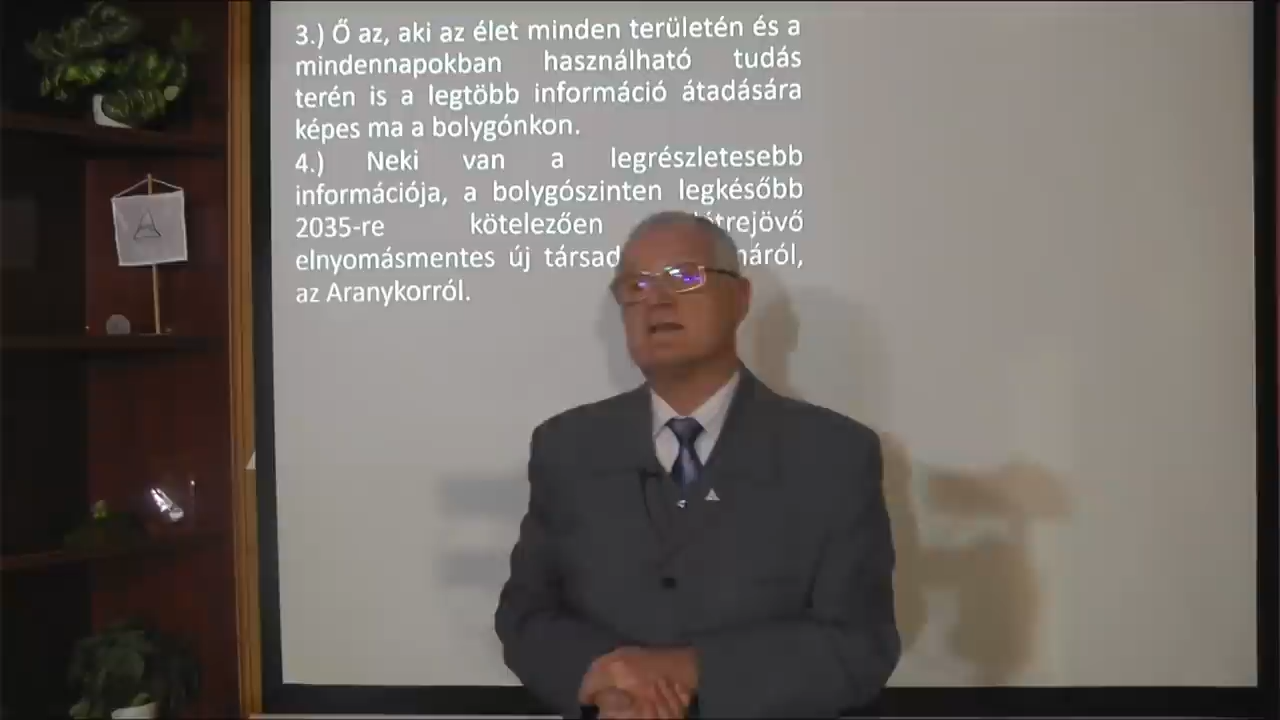 3.) Ő az, aki az élet minden területén és a
mindennapokban használható tudás
terén is a legtöbb információ átadására
képes ma a bolygónkon.
4.) Neki van a legrészletesebb
információja, a bolygószinten legkésőbb
2035-re kötelezően
elnyomásmentes új
az Aranykorról.